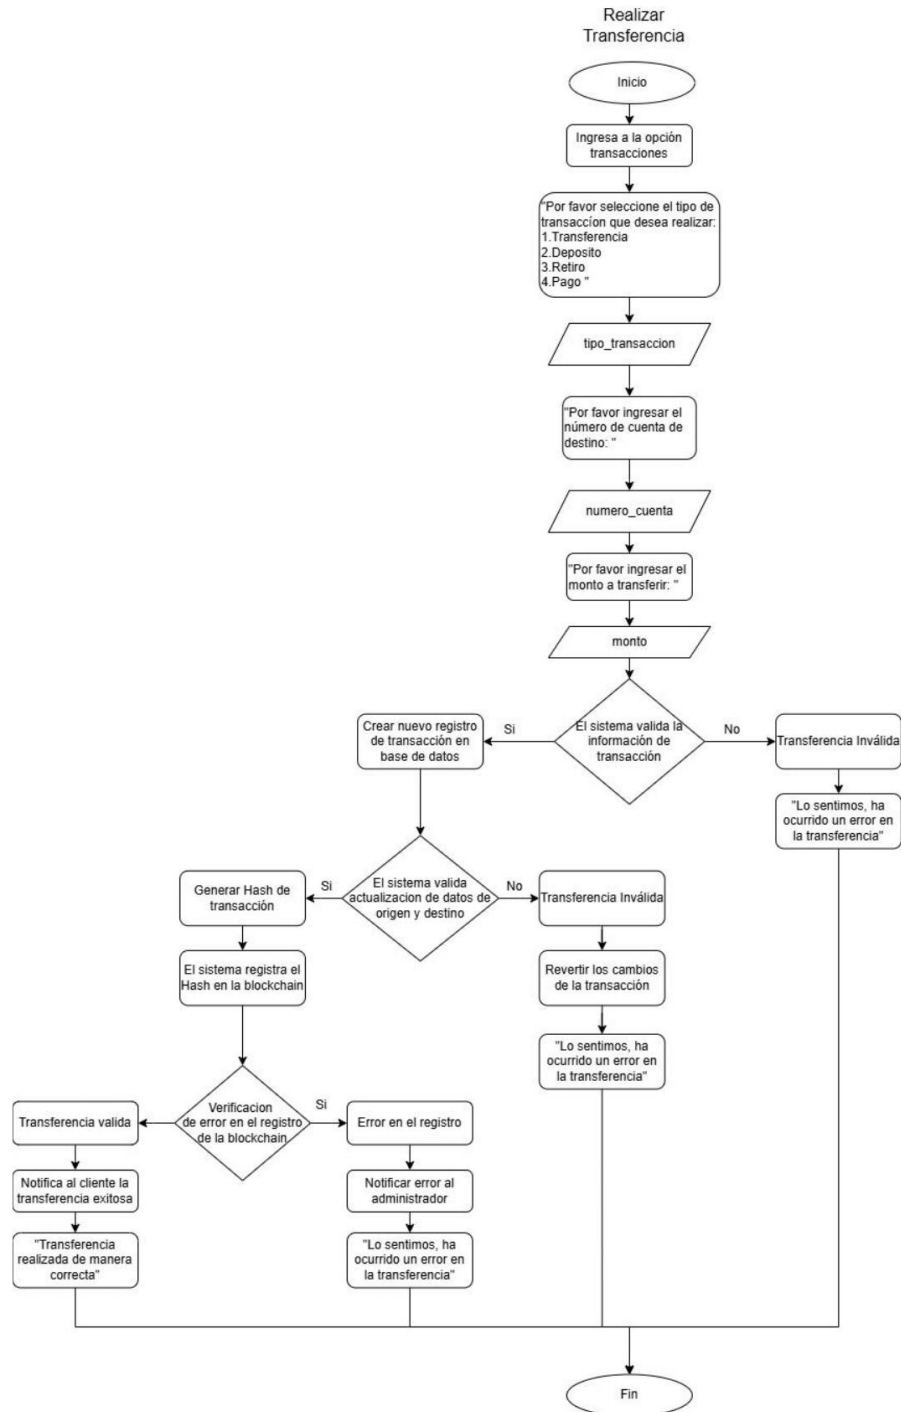 Realizar
Transferencia
Inicio
Ingresa a la opción
transacciones
"Por favor seleccione el tipo de
transaccíon que desea realizar:
1.Transferencia
2.Deposito
3.Retiro
4.Pago "
tipo_transaccion
"Por favor ingresar el
número de cuenta de
destino: "
numero_cuenta
"Por favor ingresar el
monto a transferir: "
monto
El sistema valida la
información de
transacción
Si
No
Crear nuevo registro
de transacción en
base de datos
Transferencia Inválida
"Lo sentimos, ha
ocurrido un error en
la transferencia"
El sistema valida
actualizacion de datos de
origen y destino
Si
No
Generar Hash de
transacción
Transferencia Inválida
El sistema registra el
Hash en la blockchain
Revertir los cambios
de la transacción
"Lo sentimos, ha
ocurrido un error en
la transferencia"
Verificacion
de error en el registro
de la blockchain
Si
Transferencia valida
Error en el registro
Notifica al cliente la
transferencia exitosa
Notificar error al
administrador
"Transferencia
realizada de manera
correcta"
"Lo sentimos, ha
ocurrido un error en
la transferencia"
Fin